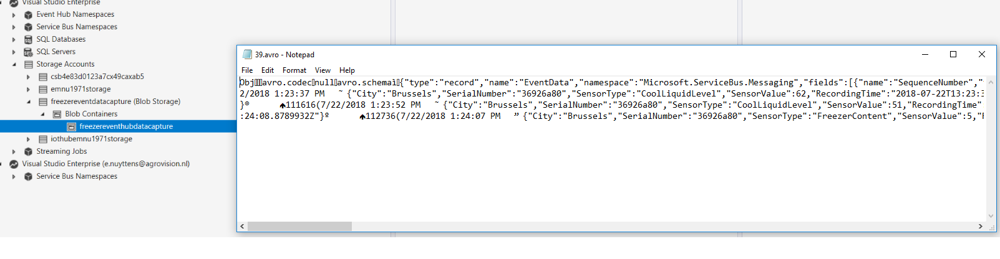 Visual Studio Enterprise
Event Hub Namespaces
Service Bus Namespaces
SQL Databases
SQL Servers
Storage Accounts
csb4e83d0123a7cx49caxab5
emnu1971storage
freezereventdatacapture (Blob Storage)
Blob Containers
freezereventhubdatacapture
iothubemnu1971storage
Streaming Jobs
Visual Studio Enterprise (e.nuyttens@agrovision.nl)
Service Bus Namespaces
39.avro - Notepad
File Edit Format View Help
Obj avro.codec null avro.schemaì {"type":"record","name":"EventData","namespace":"Microsoft.ServiceBus.Messaging","fields":[{"name":"SequenceNumber","
2/2018 1:23:37 PM ˜ {"City":"Brussels","SerialNumber":"36926a80","SensorType":"CoolLiquidLevel","SensorValue":62,"RecordingTime":"2018-07-22T13:23:3
}® 111616(7/22/2018 1:23:52 PM ˜ {"City":"Brussels","SerialNumber":"36926a80","SensorType":"CoolLiquidLevel","SensorValue":51,"RecordingTime"
:24:08.8789932Z"}º 112736(7/22/2018 1:24:07 PM ” {"City":"Brussels","SerialNumber":"36926a80","SensorType":"FreezerContent","SensorValue":5,"